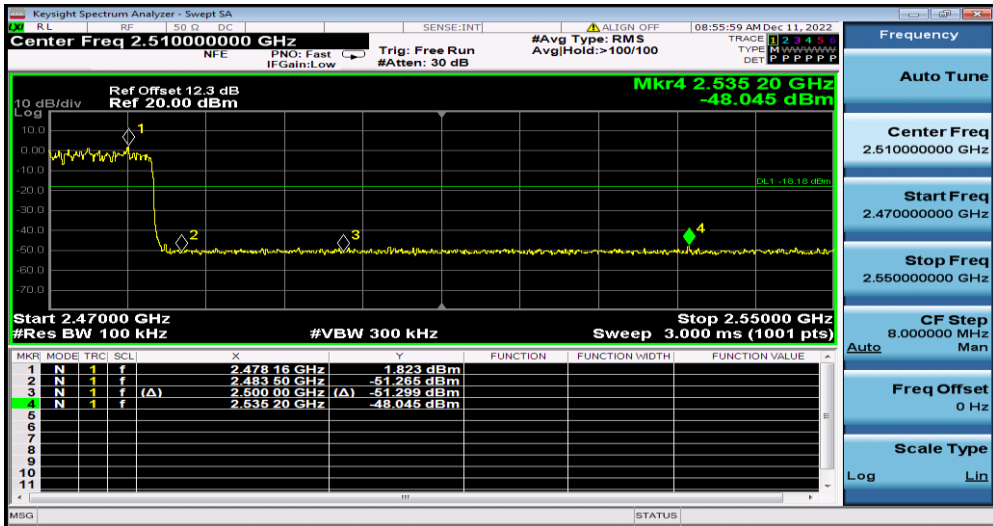 Keysight Spectrum Analyzer - Swept SA
LXI RL RF 50 Ω DC SENSE:INT ALIGN OFF 08:55:59 AM Dec 11, 2022
Center Freq 2.510000000 GHz
NFE
PNO: Fast
IFGain:Low
Trig: Free Run
#Atten: 30 dB
#Avg Type: RMS
Avg|Hold:>100/100
TRACE 1 2 3 4 5 6
TYPE M W W W W W
DET P P P P P P
Mkr4 2.535 20 GHz
-48.045 dBm
Ref Offset 12.3 dB
10 dB/div Ref 20.00 dBm
Log
10.0
0.00
-10.0
-20.0
-30.0
-40.0
-50.0
-60.0
-70.0
1
2
3
4
DL1 -18.18 dBm
Start 2.47000 GHz Stop 2.55000 GHz
#Res BW 100 kHz #VBW 300 kHz Sweep 3.000 ms (1001 pts)
MKR MODE TRC SCL X Y FUNCTION FUNCTION WIDTH FUNCTION VALUE
1 N 1 f 2.478 16 GHz 1.823 dBm
2 N 1 f 2.483 50 GHz -51.265 dBm
3 N 1 f (Δ) 2.500 00 GHz (Δ) -51.299 dBm
4 N 1 f 2.535 20 GHz -48.045 dBm
5
6
7
8
9
10
11
MSG STATUS
Frequency
Auto Tune
Center Freq
2.510000000 GHz
Start Freq
2.470000000 GHz
Stop Freq
2.550000000 GHz
CF Step
8.000000 MHz
Auto Man
Freq Offset
0 Hz
Scale Type
Log Lin